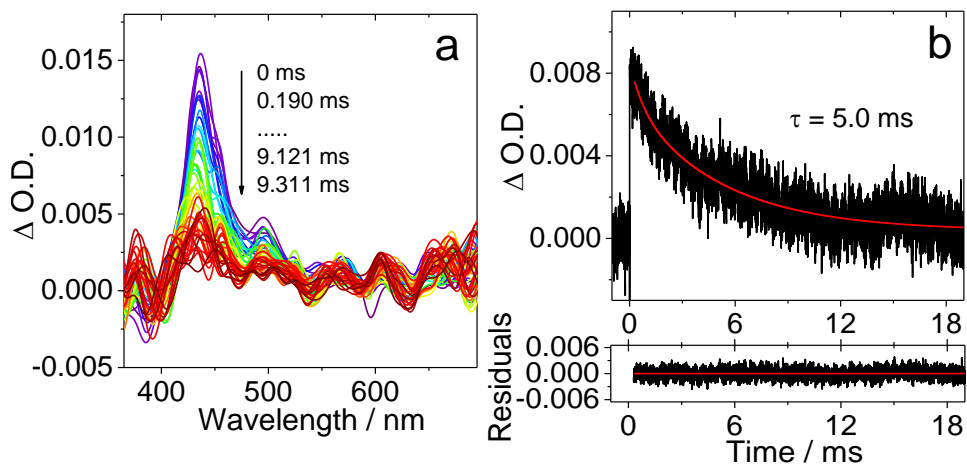 a
0.015
0.010
0.005
0.000
-0.005
Δ O.D.
0 ms
0.190 ms
.....
9.121 ms
9.311 ms
400
500
600
Wavelength / nm
b
0.008
0.004
0.000
Δ O.D.
τ = 5.0 ms
0
6
12
18
0.006
0.000
-0.006
Residuals
0
6
12
18
Time / ms